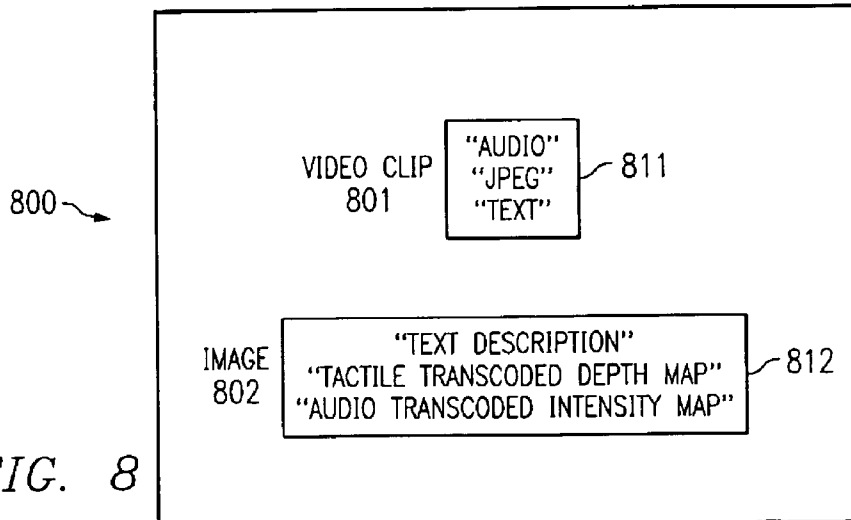 800
VIDEO CLIP
801
"AUDIO"
"JPEG"
"TEXT"
811
IMAGE
802
"TEXT DESCRIPTION"
"TACTILE TRANSCODED DEPTH MAP"
"AUDIO TRANSCODED INTENSITY MAP"
812
FIG. 8